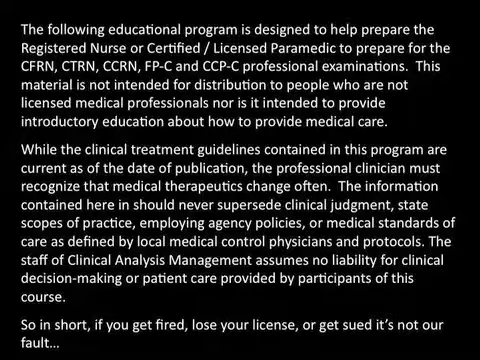 The following educational program is designed to help prepare the
Registered Nurse or Certified / Licensed Paramedic to prepare for the
CFRN, CTRN, CCRN, FP-C and CCP-C professional examinations.  This
material is not intended for distribution to people who are not
licensed medical professionals nor is it intended to provide
introductory education about how to provide medical care.
While the clinical treatment guidelines contained in this program are
current as of the date of publication, the professional clinician must
recognize that medical therapeutics change often.  The information
contained here in should never supersede clinical judgment, state
scopes of practice, employing agency policies, or medical standards of
care as defined by local medical control physicians and protocols. The
staff of Clinical Analysis Management assumes no liability for clinical
decision-making or patient care provided by participants of this
course.
So in short, if you get fired, lose your license, or get sued it’s not our
fault…